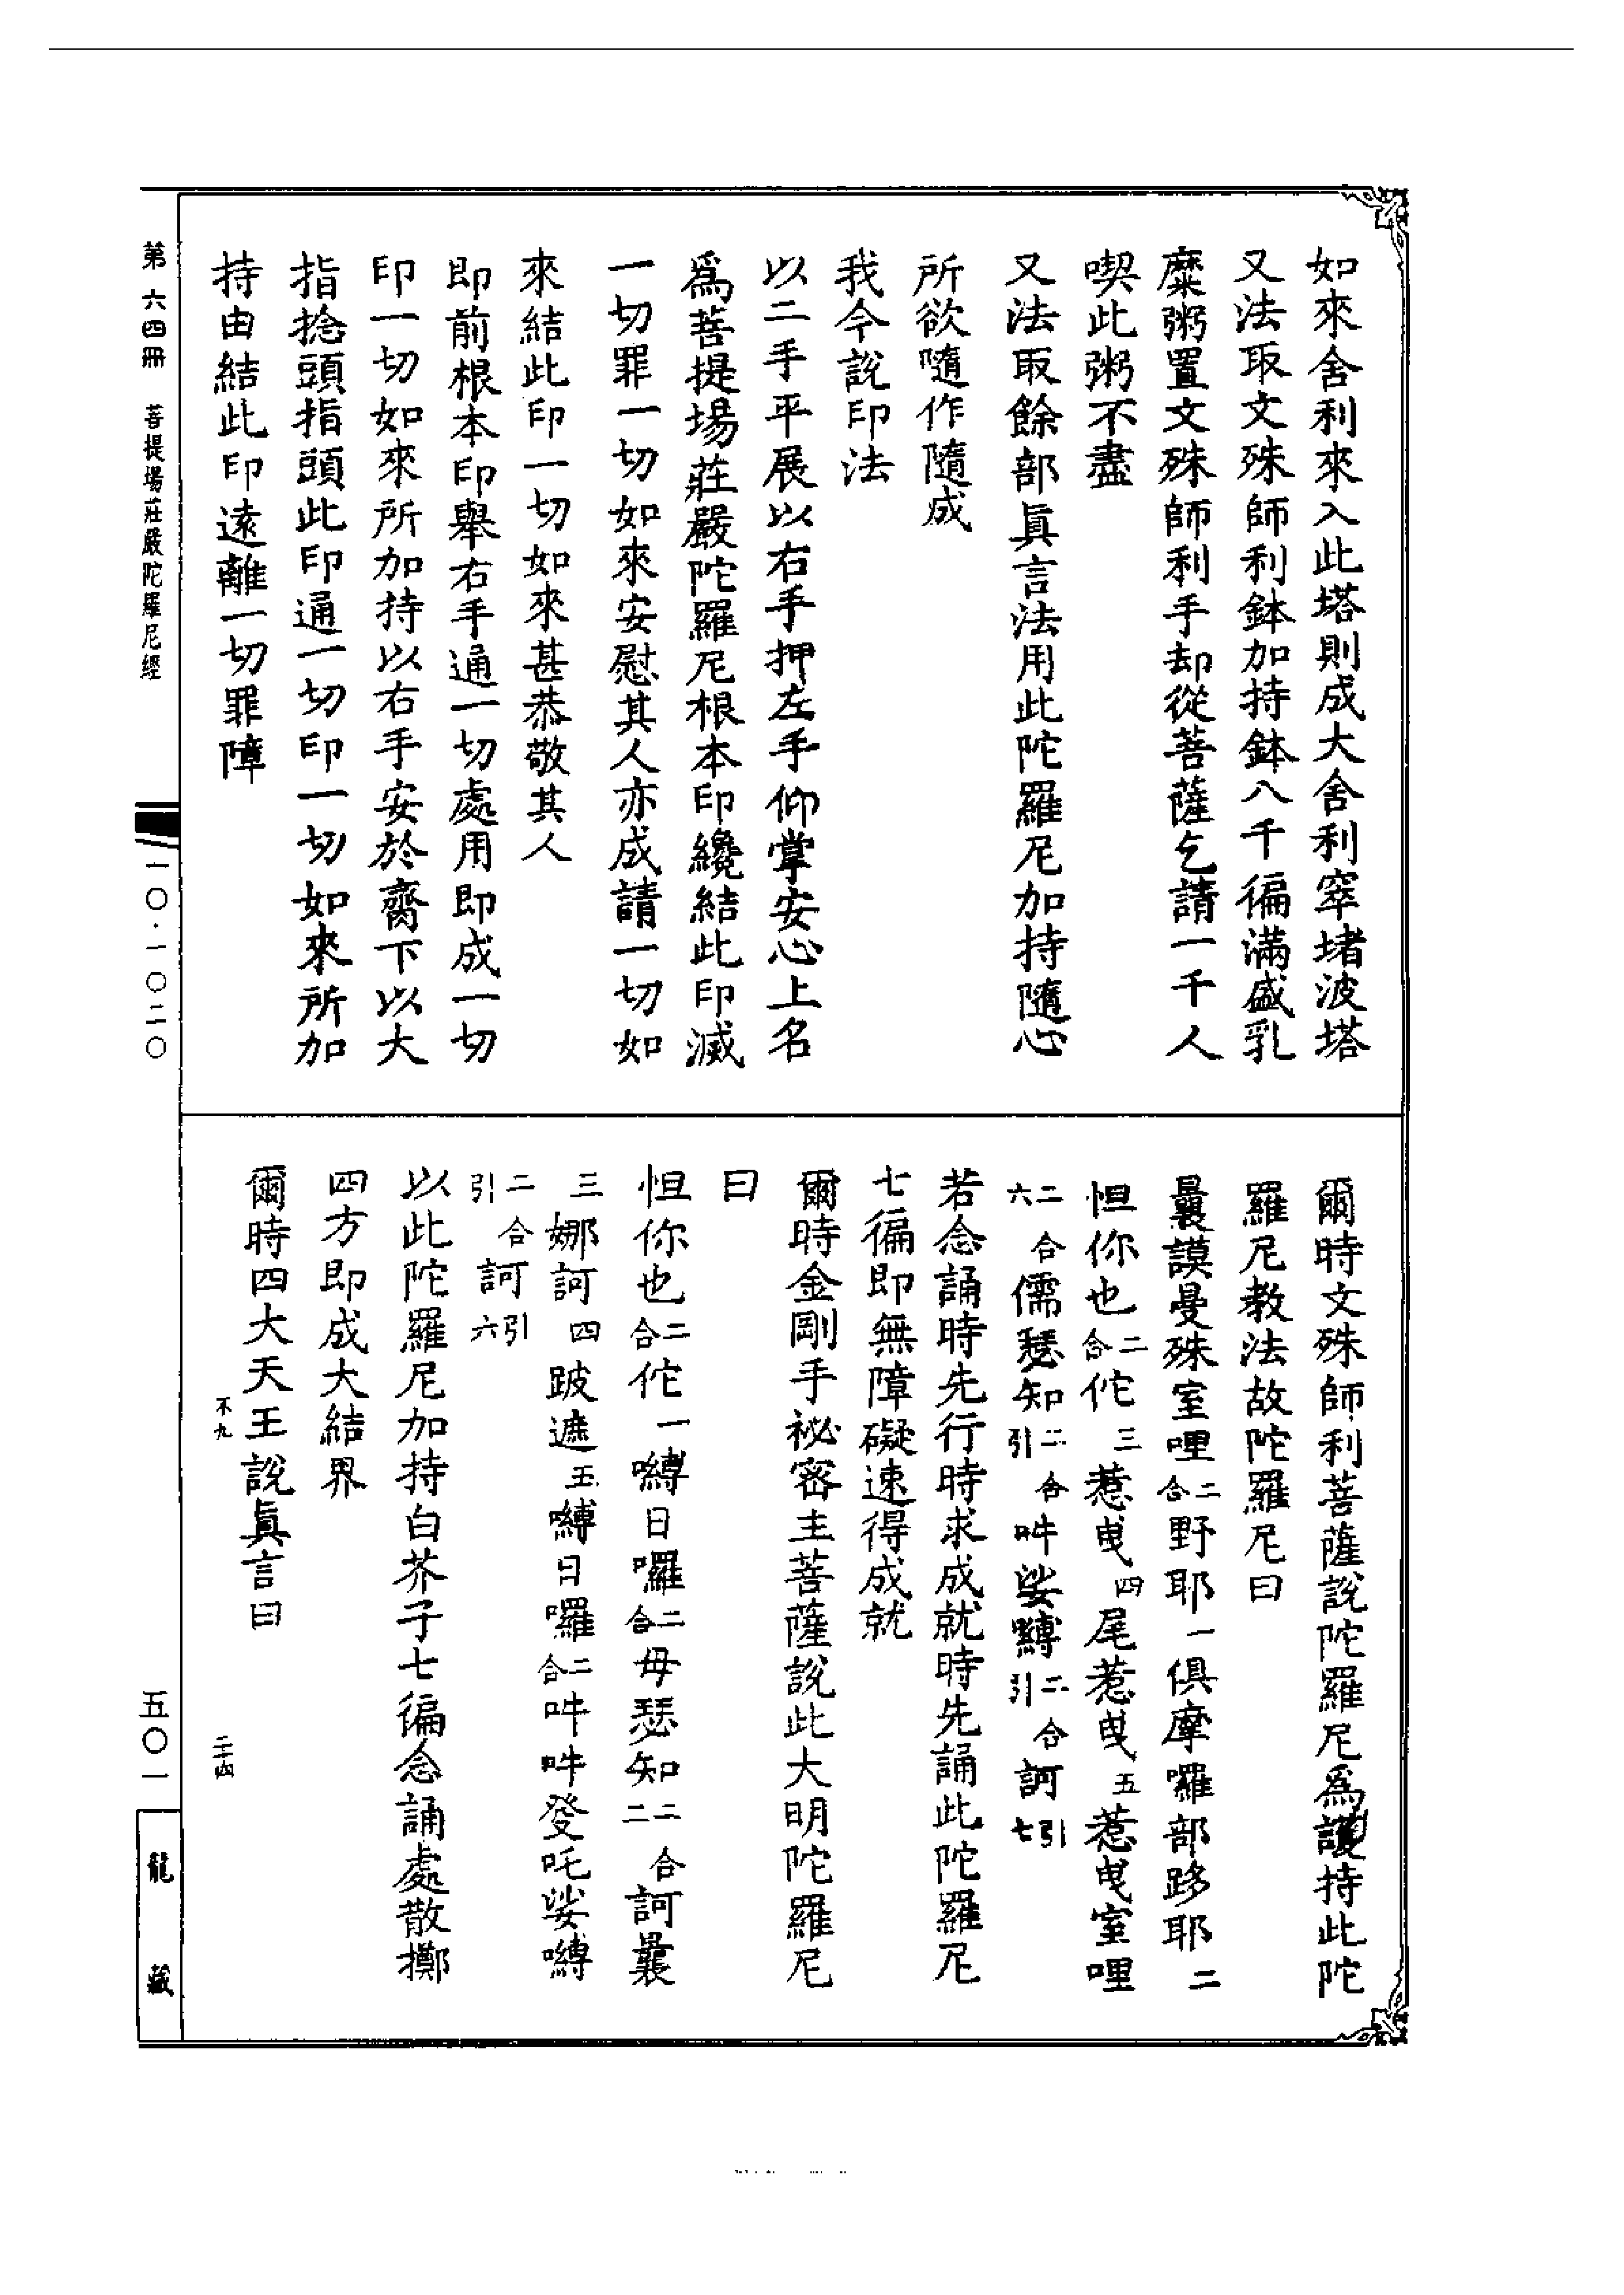 如來舍利來入此塔則成大舍利窣堵波塔
又法取文殊師利鉢加持鉢八千徧滿盛乳
糜粥置文殊師利手却從菩薩乞請一千人
喫此粥不盡
又法取餘部眞言法用此陀羅尼加持隨心
所欲隨作隨成
我今說印法
以二手平展以右手押左手仰掌安心上名
爲菩提場莊嚴陀羅尼根本印纔結此印滅
一切罪一切如來安慰其人亦成請一切如
來結此印一切如來甚恭敬其人
即前根本印舉右手通一切處用即成一切
印一切如來所加持以右手安於臍下以大
指捻頭指頭此印通一切印一切如來所加
持由結此印遠離一切罪障
爾時文殊師利菩薩說陀羅尼爲護持此陀
羅尼教法故陀羅尼曰
曩謨曼殊室哩二合野耶一俱摩囉部跢耶二
怛你也二合佗三惹曳四尾惹曳五惹曳室哩
二合六儒瑟知二合引吽娑嚩二合引訶引七
若念誦時先行時求成就時先誦此陀羅尼
七徧即無障礙速得成就
爾時金剛手祕密主菩薩說此大明陀羅尼
曰
怛你也二合佗一嚩日囉二合毋瑟知二合二訶曩
三娜訶四跛遮五嚩日囉二合吽吽發吒娑嚩
二合引訶引六
以此陀羅尼加持白芥子七徧念誦處散擲
四方即成大結界
爾時四大天王說眞言曰
不九
二十四
第六四冊 菩提場莊嚴陀羅尼經
一〇·一〇二〇
五〇一
龍藏